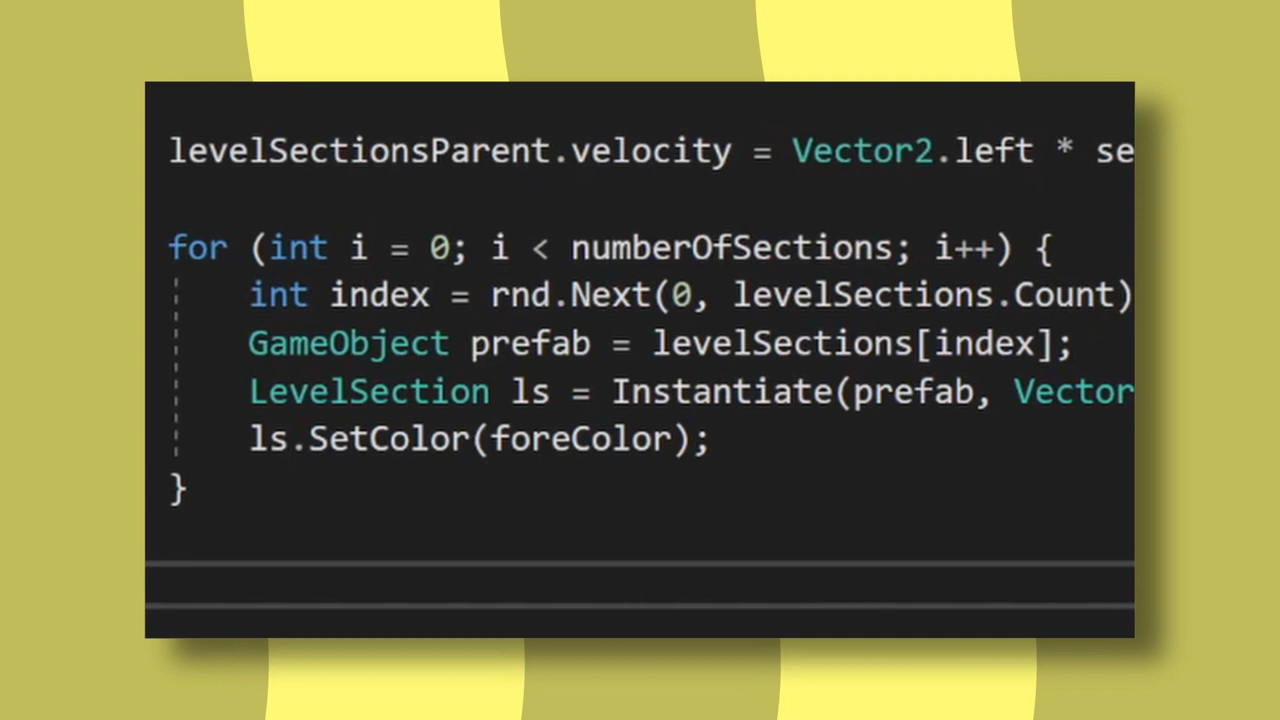 levelSectionsParent.velocity = Vector2.left * se
for (int i = 0; i < numberOfSections; i++) {
int index = rnd.Next(0, levelSections.Count)
GameObject prefab = levelSections[index];
LevelSection ls = Instantiate(prefab, Vector
ls.SetColor(foreColor);
}